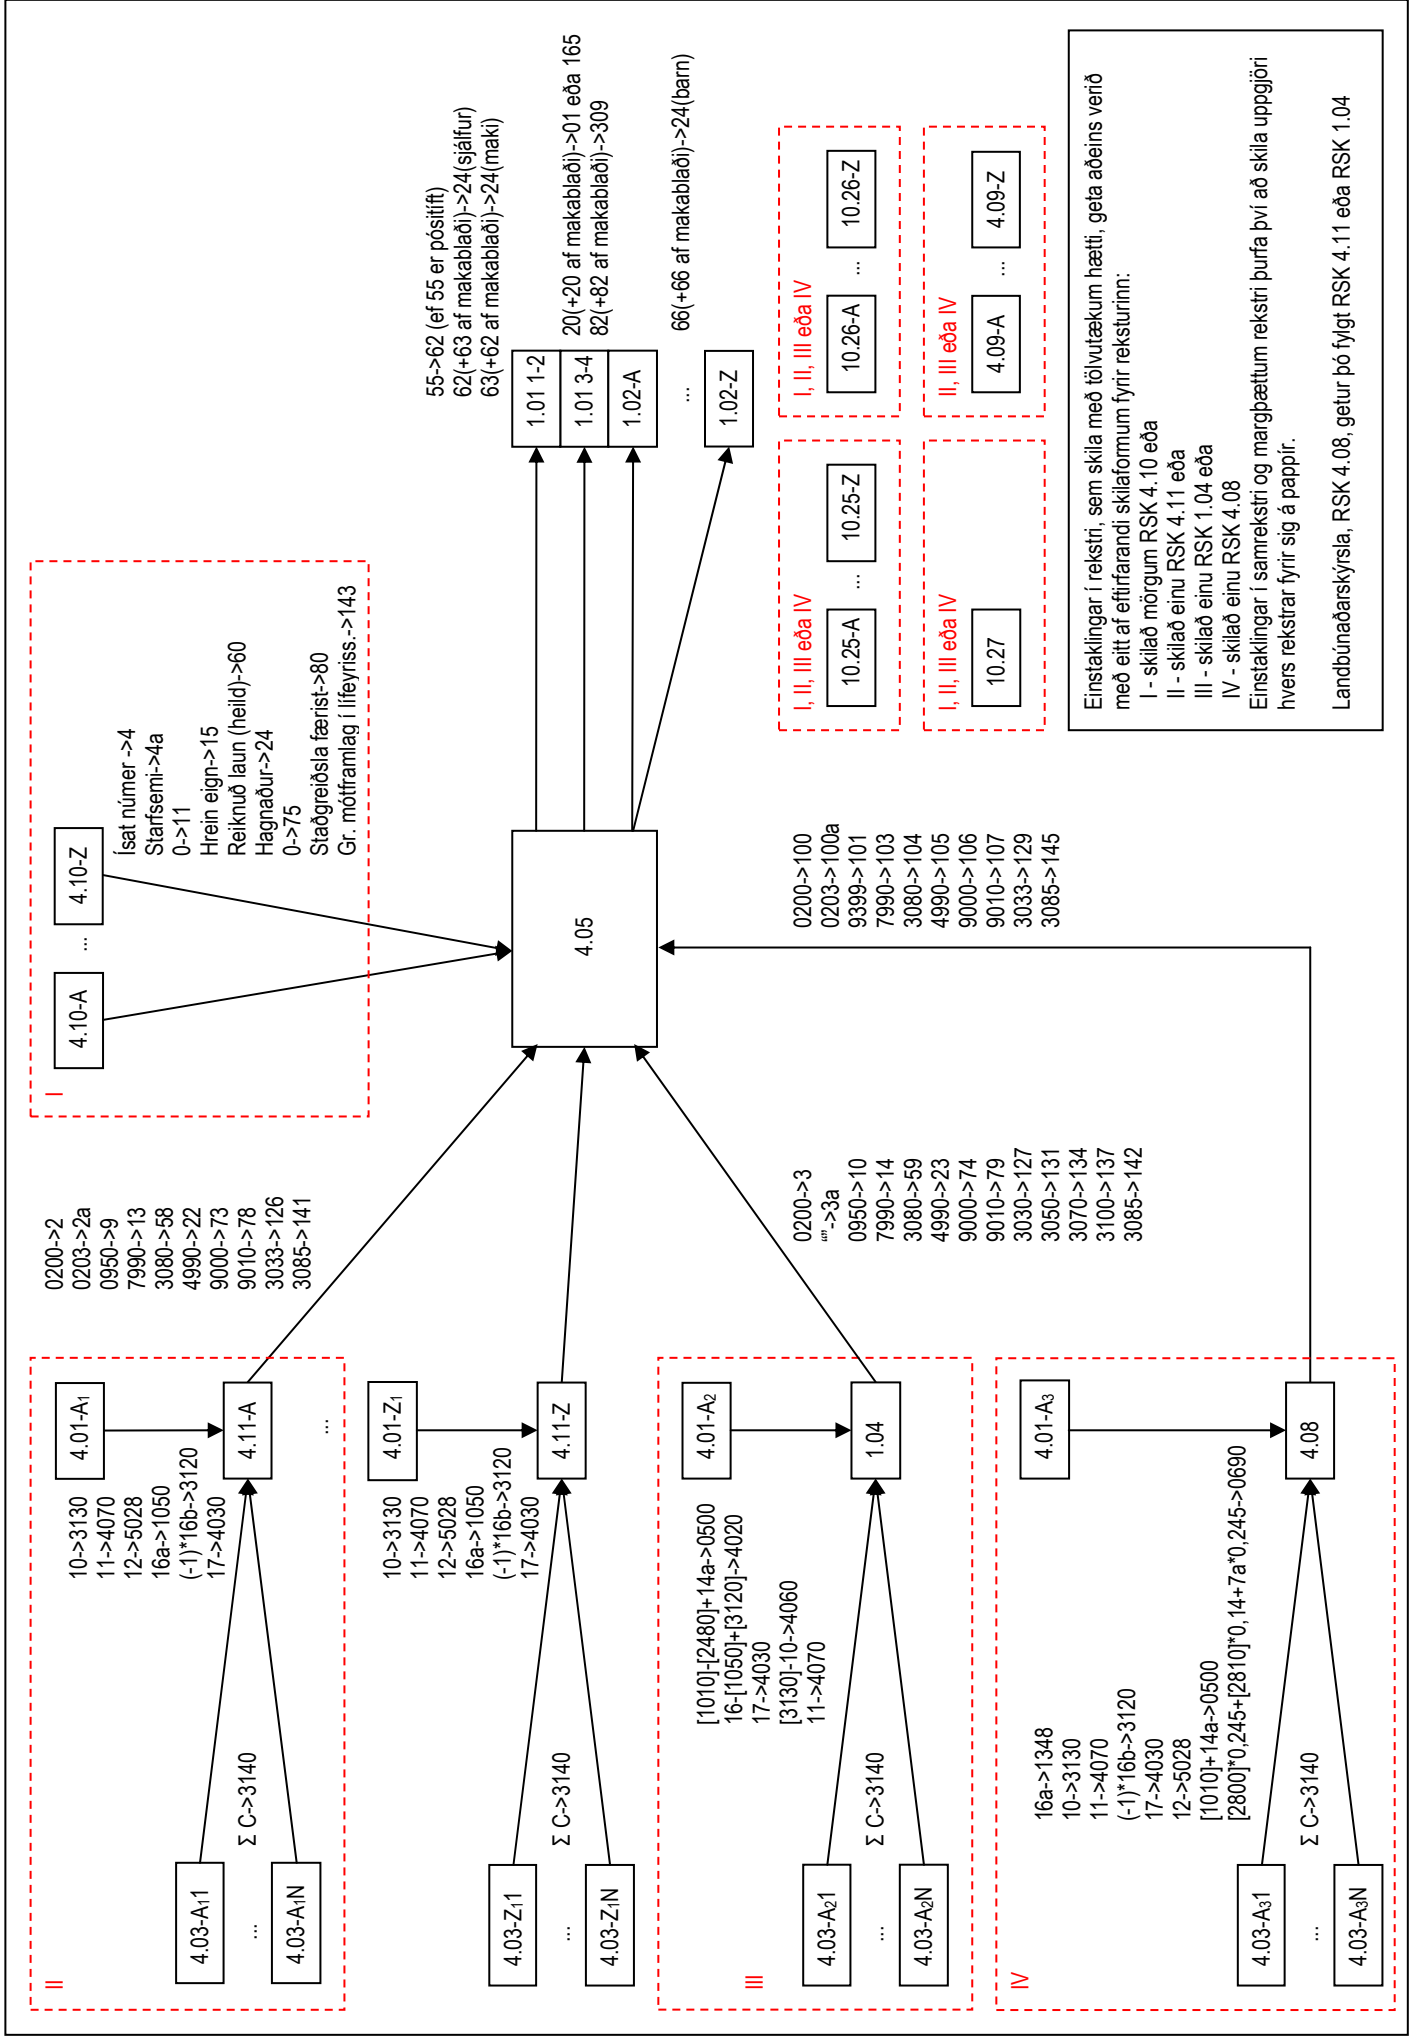 I
4.10-A
...
4.10-Z
Ísat númer ->4
Starfsemi->4a
0->11
Hrein eign->15
Reiknuð laun (heild)->60
Hagnaður->24
0->75
Staðgreiðsla færist->80
Gr. mótframlag í lífeyriss.->143
II
4.01-A1
10->3130
11->4070
12->5028
16a->1050
(-1)*16b->3120
17->4030
4.11-A
4.03-A11
...
4.03-A1N
Σ C->3140
0200->2
0203->2a
0950->9
7990->13
3080->58
4990->22
9000->73
9010->78
3033->126
3085->141
...
4.01-Z1
10->3130
11->4070
12->5028
16a->1050
(-1)*16b->3120
17->4030
4.11-Z
4.03-Z11
...
4.03-Z1N
Σ C->3140
III
4.01-A2
[1010]-[2480]+14a->0500
16-[1050]+[3120]->4020
17->4030
[3130]-10->4060
11->4070
1.04
4.03-A21
...
4.03-A2N
Σ C->3140
0200->3
“”->3a
0950->10
7990->14
3080->59
4990->23
9000->74
9010->79
3030->127
3050->131
3070->134
3100->137
3085->142
IV
4.01-A3
16a->1348
10->3130
11->4070
(-1)*16b->3120
17->4030
12->5028
[1010]+14a->0500
[2800]*0,245+[2810]*0,14+7a*0,245->0690
4.08
4.03-A31
...
4.03-A3N
Σ C->3140
0200->100
0203->100a
9399->101
7990->103
3080->104
4990->105
9000->106
9010->107
3033->129
3085->145
4.05
55->62 (ef 55 er pósitíft)
62(+63 af makablaði)->24(sjálfur)
63(+62 af makablaði)->24(maki)
1.01 1-2
1.01 3-4
20(+20 af makablaði)->01 eða 165
82(+82 af makablaði)->309
1.02-A
...
66(+66 af makablaði)->24(barn)
1.02-Z
I, II, III eða IV
10.25-A
...
10.25-Z
I, II, III eða IV
10.26-A
...
10.26-Z
I, II, III eða IV
10.27
II, III eða IV
4.09-A
...
4.09-Z
Einstaklingar í rekstri, sem skila með tölvutækum hætti, geta aðeins verið
með eitt af eftirfarandi skilaformum fyrir reksturinn:
I - skilað mörgum RSK 4.10 eða
II - skilað einu RSK 4.11 eða
III - skilað einu RSK 1.04 eða
IV - skilað einu RSK 4.08
Einstaklingar í samrekstri og margþættum rekstri þurfa því að skila uppgjöri
hvers rekstrar fyrir sig á pappír.
Landbúnaðarskýrsla, RSK 4.08, getur þó fylgt RSK 4.11 eða RSK 1.04